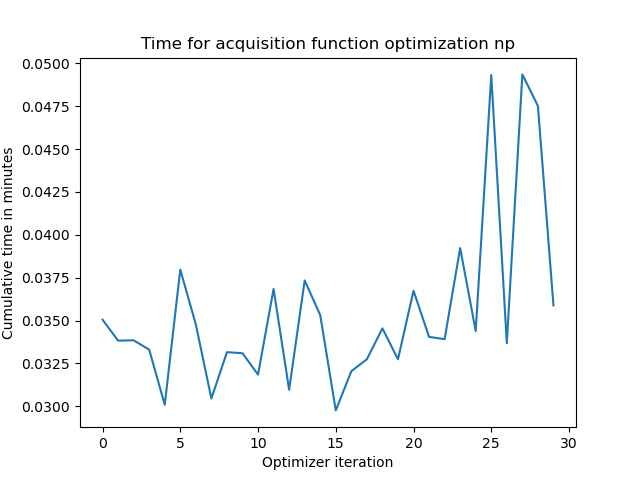 Time for acquisition function optimization np
Cumulative time in minutes
0.0500
0.0475
0.0450
0.0425
0.0400
0.0375
0.0350
0.0325
0.0300
0 5 10 15 20 25 30
Optimizer iteration